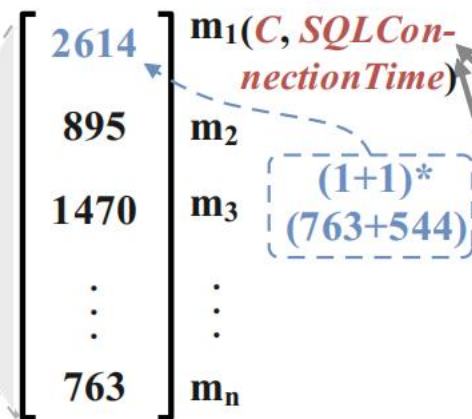 2614 m₁(C, SQLCon-
nectionTime)
895 m₂
(1+1)*
1470 m₃
(763+544)
763 mₙ